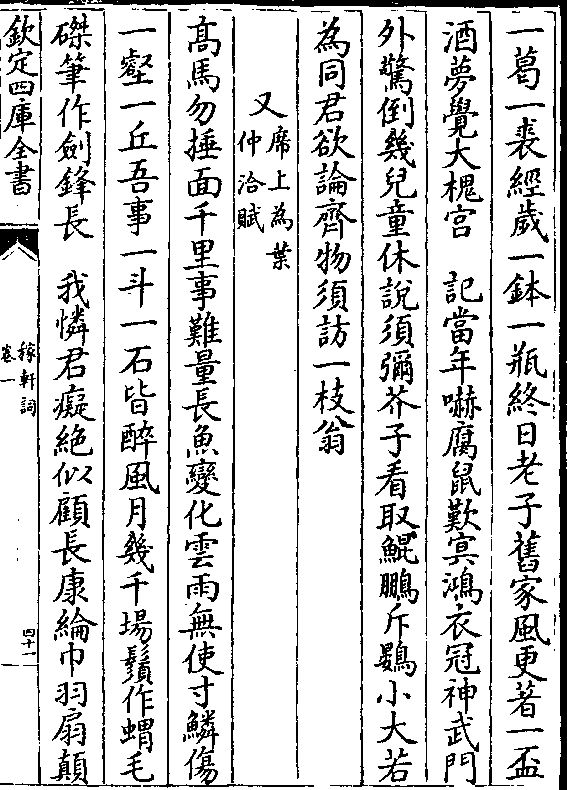 一葛一裘經歲一鉢一瓶終日老子舊家風更著一盃
酒夢覺大槐宮　記當年嚇腐鼠歎冥鴻衣冠神武門
外驚倒幾兒童休說須彌芥子看取鯤鵬斥鷃小大若
為同君欲論齊物須訪一枝翁
又席上為葉
仲洽賦
高馬勿捶面千里事難量長魚變化雲雨無使寸鱗傷
一壑一丘吾事一斗一石皆醉風月幾千塲鬚作蝟毛
磔筆作劍鋒長　我憐君癡絶似顧長康綸巾羽扇顛
欽定四庫全書
稼軒詞
卷一
四十一